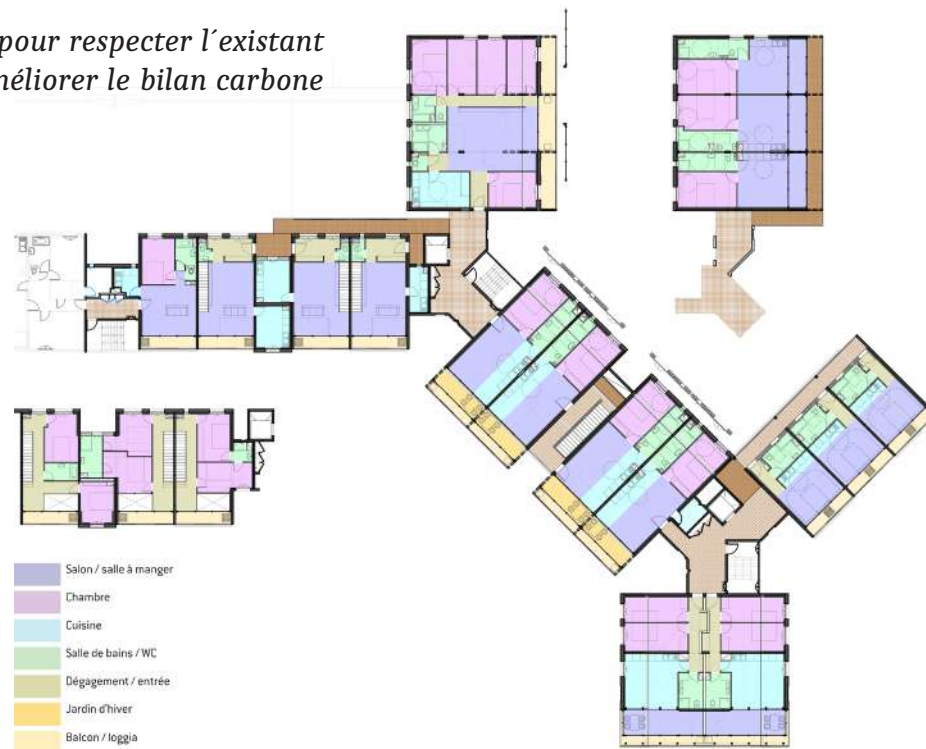 pour respecter l´existant
néliorer le bilan carbone
Salon / salle à manger
Chambre
Cuisine
Salle de bains / WC
Dégagement / entrée
Jardin d'hiver
Balcon / loggia